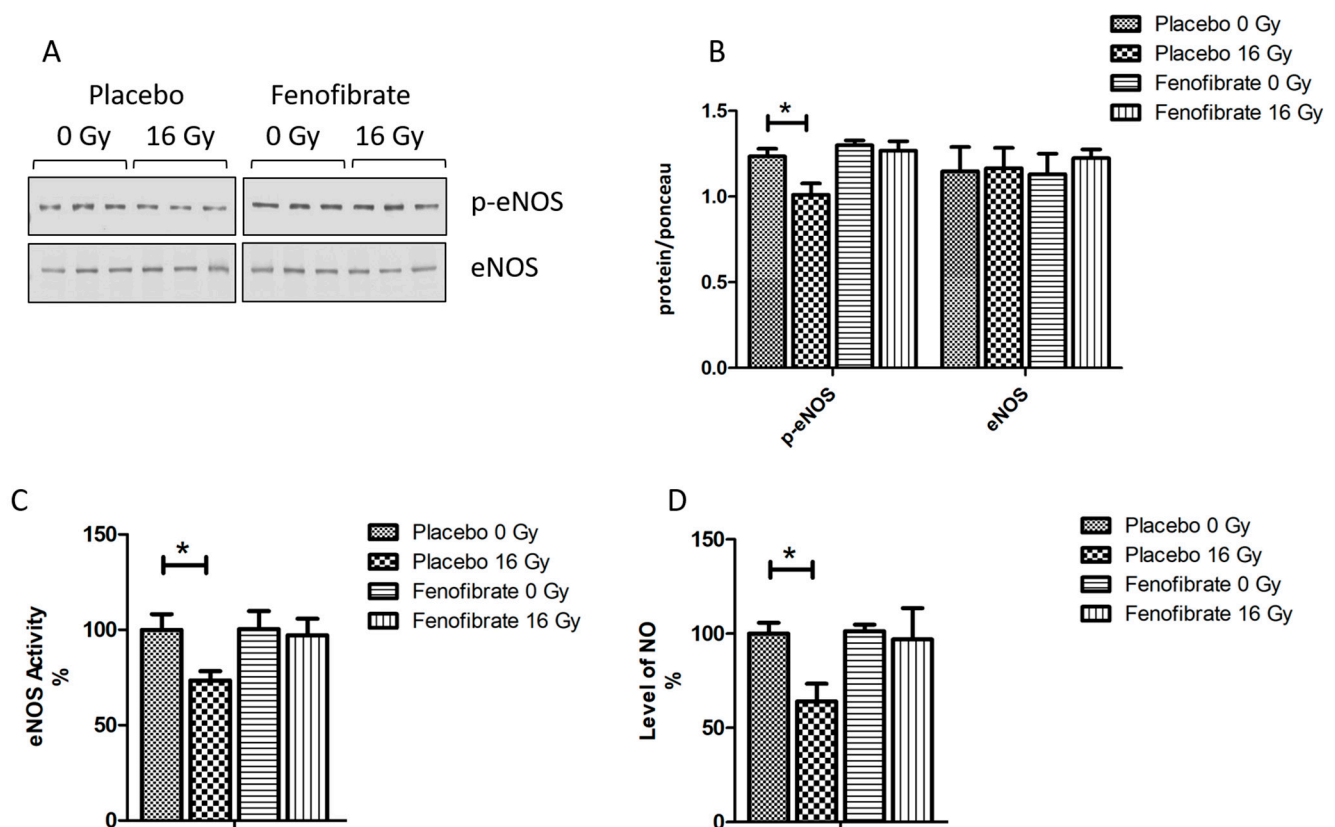 A
Placebo
Fenofibrate
0 Gy
16 Gy
0 Gy
16 Gy
p-eNOS
eNOS
B
Placebo 0 Gy
Placebo 16 Gy
Fenofibrate 0 Gy
Fenofibrate 16 Gy
*
protein/ponceau
1.5
1.0
0.5
0.0
p-eNOS
eNOS
C
Placebo 0 Gy
Placebo 16 Gy
Fenofibrate 0 Gy
Fenofibrate 16 Gy
*
eNOS Activity
%
150
100
50
0
D
Placebo 0 Gy
Placebo 16 Gy
Fenofibrate 0 Gy
Fenofibrate 16 Gy
*
Level of NO
%
150
100
50
0